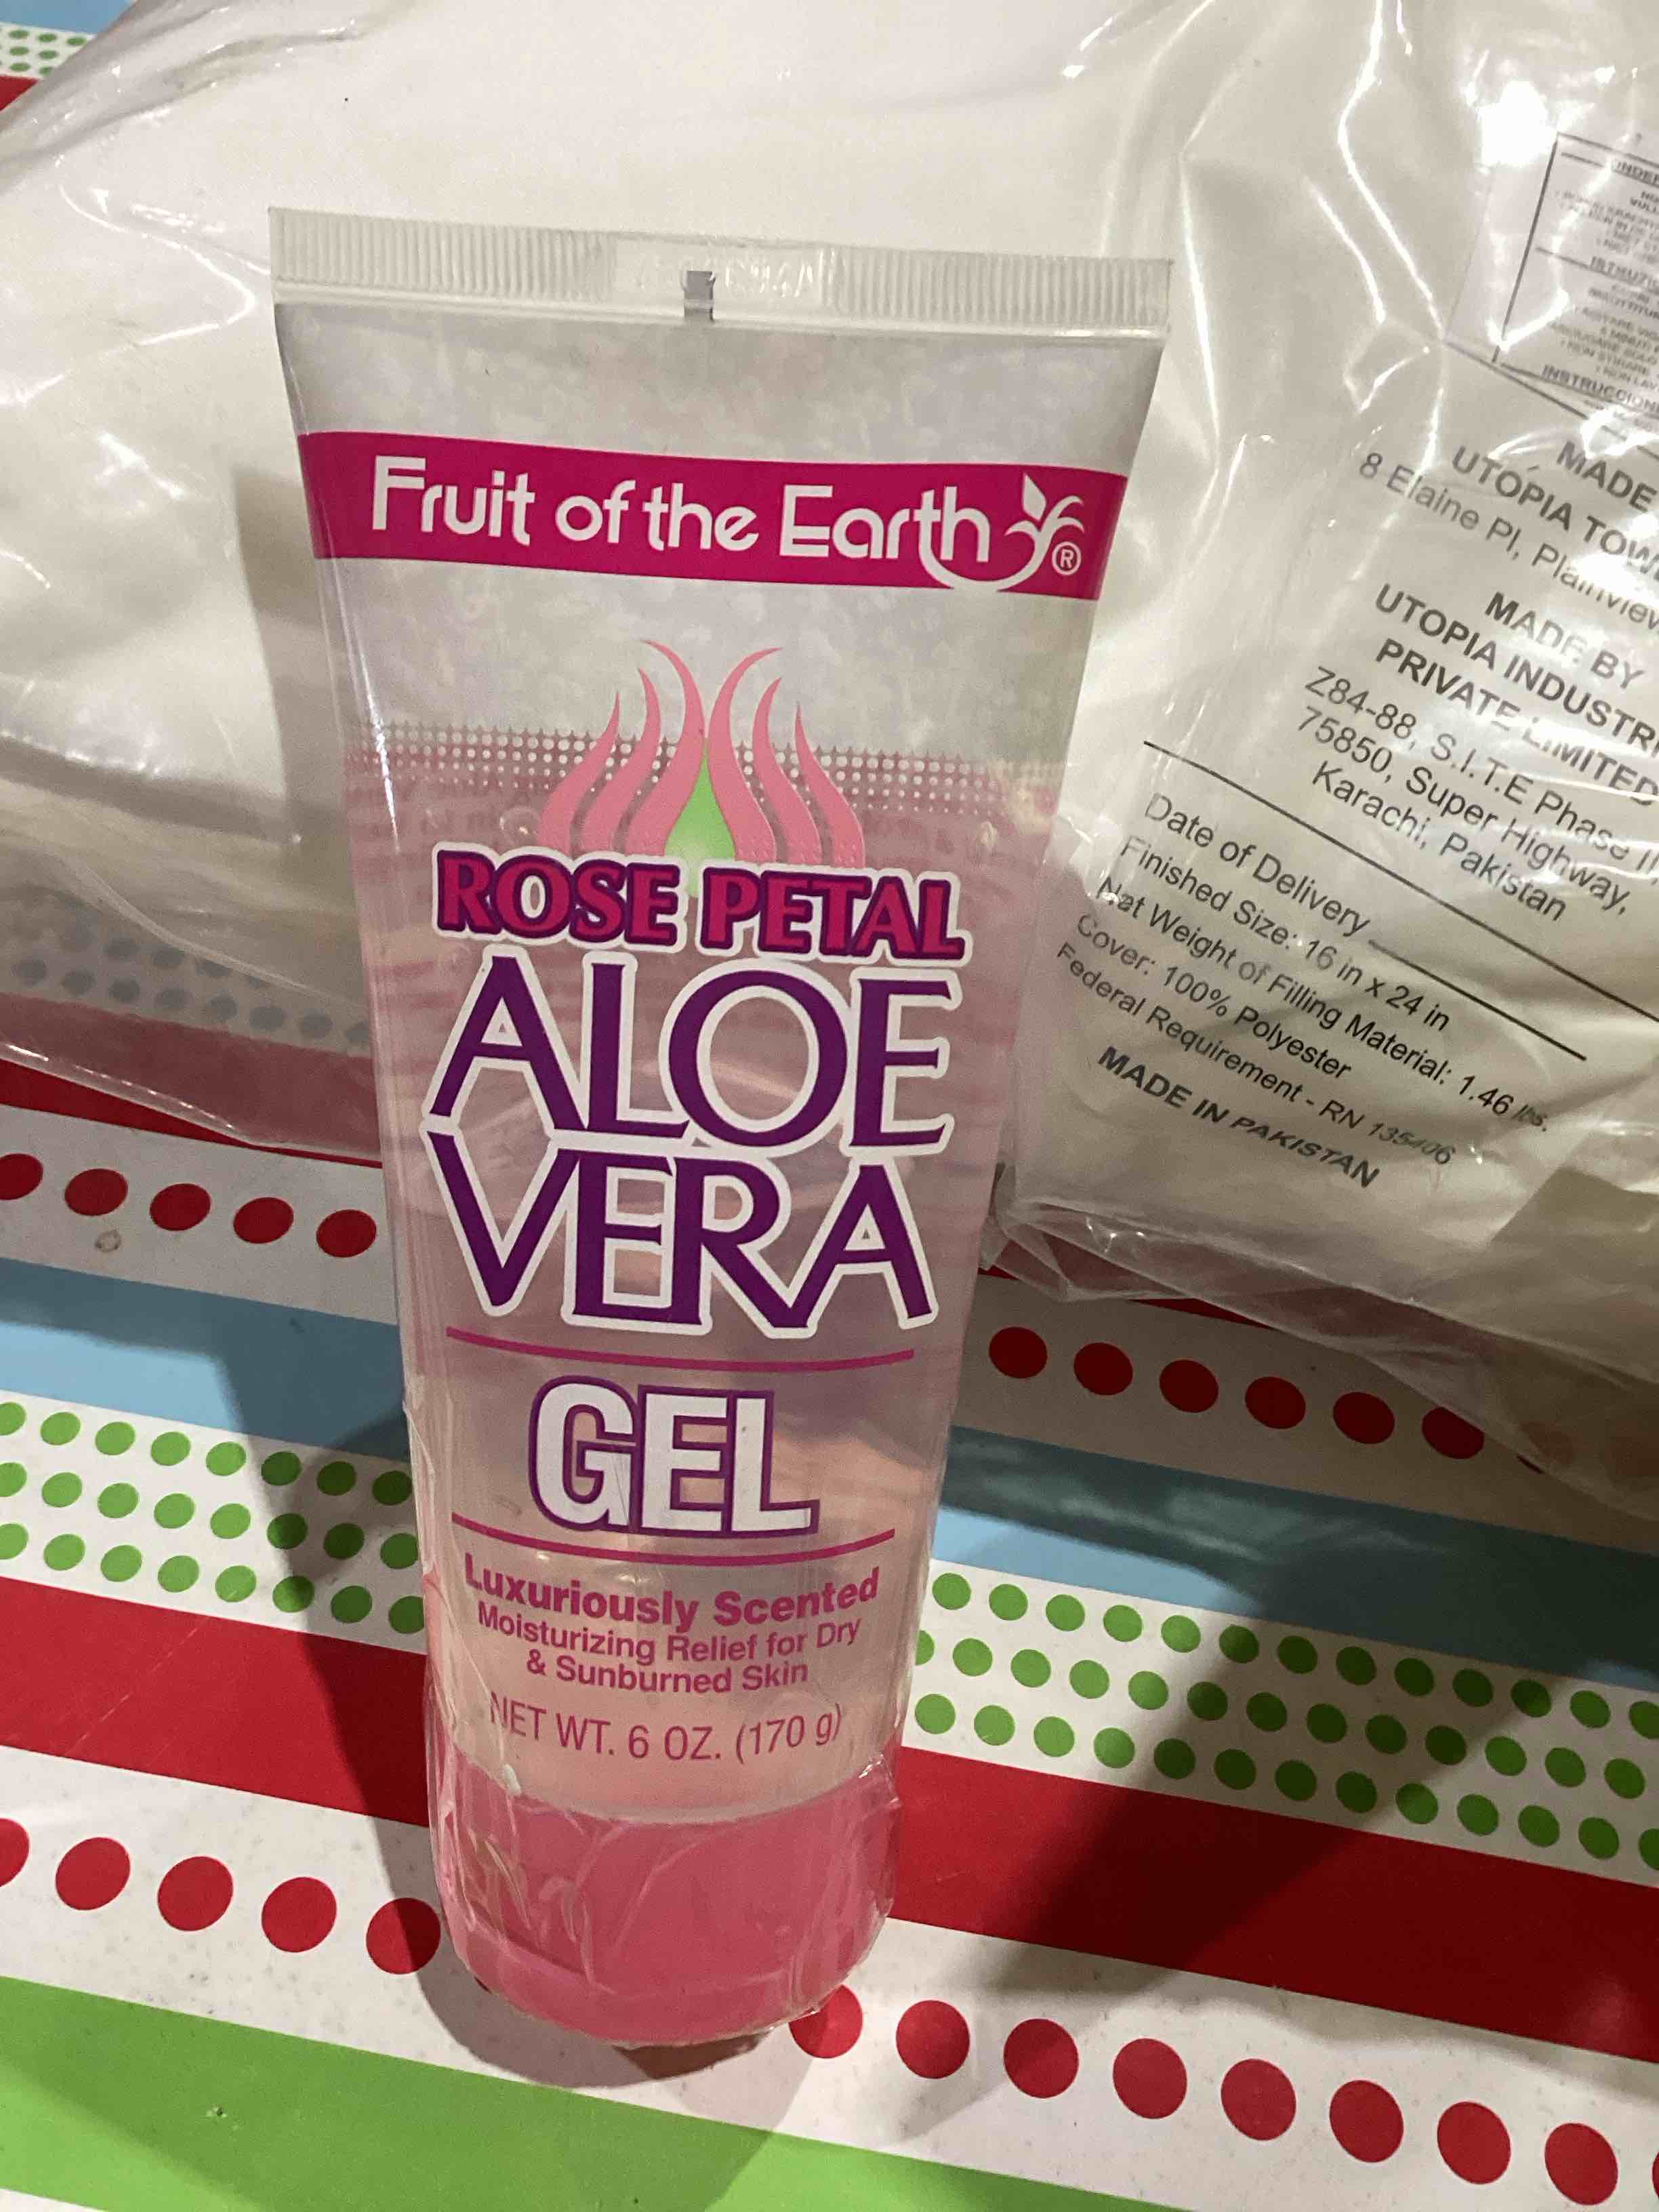 Fruit of the Earth®
ROSE PETAL
ALOE
VERA
GEL
Luxuriously Scented
Moisturizing Relief for Dry
& Sunburned Skin
NET WT. 6 OZ. (170 g)
MADE
UTOPIA
8 Elaine Pl,
MADE BY
UTOPIA
PRIVATE LIMITED
Z84-88, S.I.T.E Phase
75850, Super Highway,
Karachi, Pakistan
Date of Delivery
Finished Size: 16 in x 24 in
Net Weight of Filling Material: 1.46 lbs.
Cover: 100% Polyester
Federal Requirement - RN 135406
MADE IN PAKISTAN